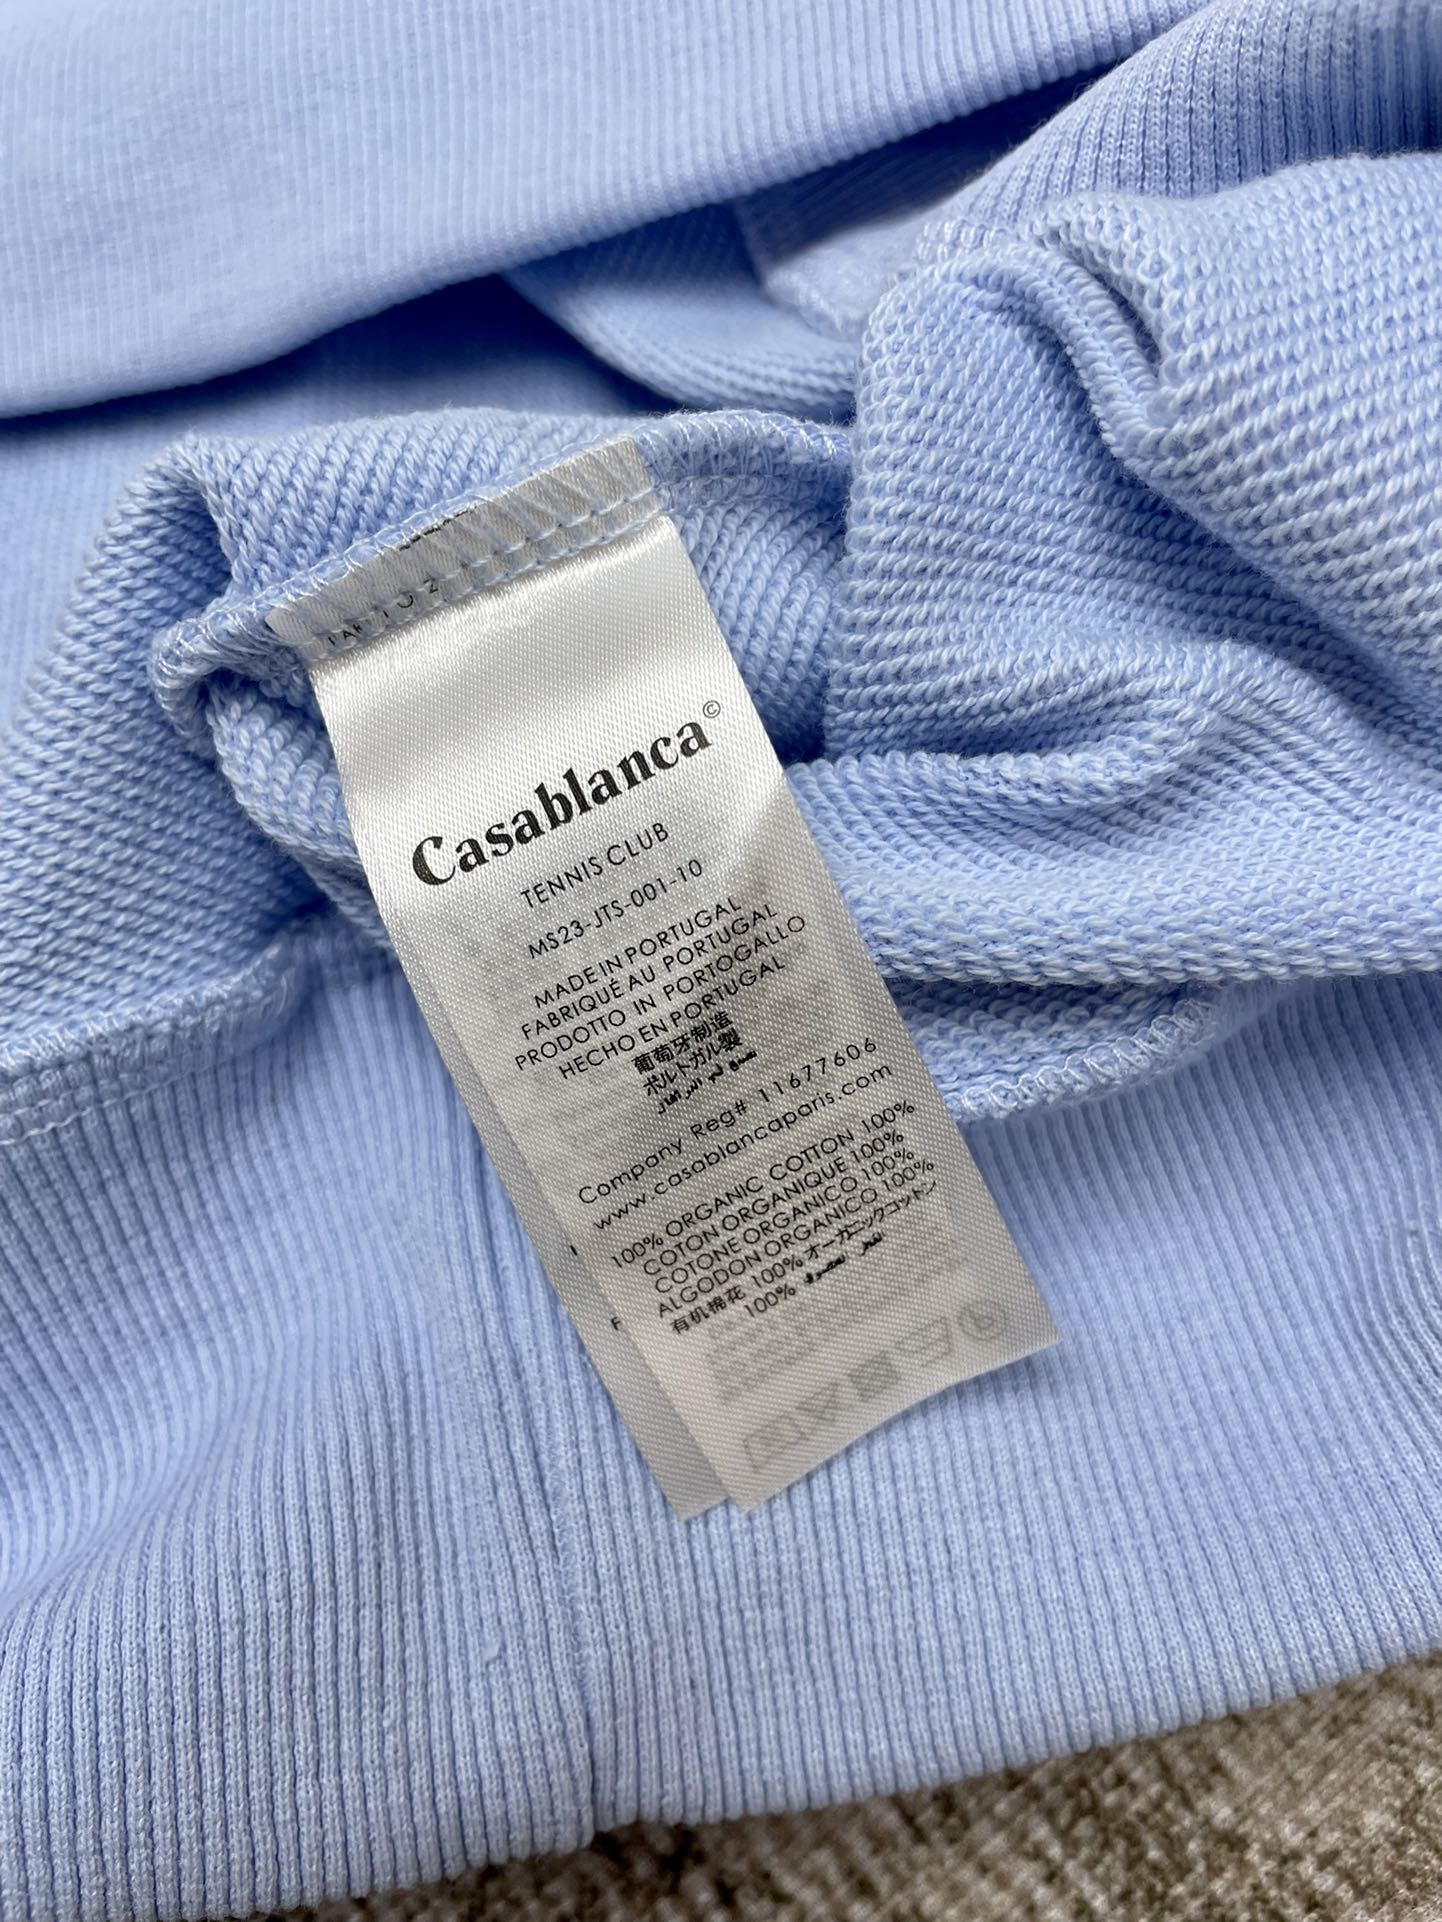 Casablanca©
TENNIS CLUB
MS23-JTS-001-10
MADE IN PORTUGAL
FABRIQUÉ AU PORTUGAL
PRODOTTO IN PORTOGALLO
HECHO EN PORTUGAL
葡萄牙制造
ポルトガル製
Company Reg# 11677606
www.casablancaparis.com
100% ORGANIC COTTON 100%
COTON ORGANIQUE 100%
COTONE ORGANICO 100%
ALGODON ORGANICO 100%
有机棉花 100% オーガニックコットン
100%